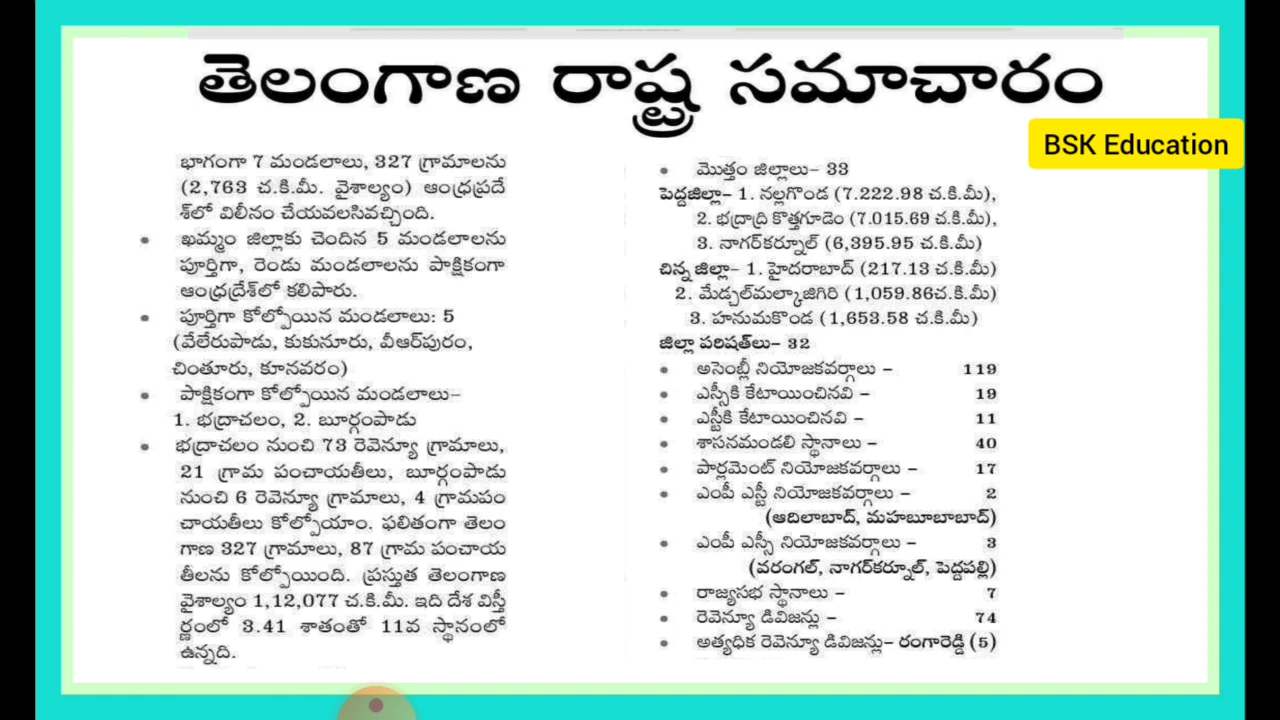 తెలంగాణ రాష్ట్ర సమాచారం
BSK Education
భాగంగా 7 మండలాలు, 327 గ్రామాలను
(2,763 చ.కి.మీ. వైశాల్యం) ఆంధ్రప్రదే
శ్‌లో విలీనం చేయవలసివచ్చింది.
• ఖమ్మం జిల్లాకు చెందిన 5 మండలాలను
పూర్తిగా, రెండు మండలాలను పాక్షికంగా
ఆంధ్రదేశ్‌లో కలిపారు.
• పూర్తిగా కోల్పోయిన మండలాలు: 5
(వేలేరుపాడు, కుకునూరు, వీఆర్‌పురం,
చింతూరు, కూనవరం)
• పాక్షికంగా కోల్పోయిన మండలాలు–
1. భద్రాచలం, 2. బూర్గంపాడు
• భద్రాచలం నుంచి 73 రెవెన్యూ గ్రామాలు,
21 గ్రామ పంచాయతీలు, బూర్గంపాడు
నుంచి 6 రెవెన్యూ గ్రామాలు, 4 గ్రామపం
చాయతీలు కోల్పోయాం. ఫలితంగా తెలం
గాణ 327 గ్రామాలు, 87 గ్రామ పంచాయ
తీలను కోల్పోయింది. ప్రస్తుత తెలంగాణ
వైశాల్యం 1,12,077 చ.కి.మీ. ఇది దేశ విస్తీ
ర్ణంలో 3.41 శాతంతో 11వ స్థానంలో
ఉన్నది.
• మొత్తం జిల్లాలు– 33
పెద్దజిల్లా– 1. నల్లగొండ (7.222.98 చ.కి.మీ),
2. భద్రాద్రి కొత్తగూడెం (7.015.69 చ.కి.మీ),
3. నాగర్‌కర్నూల్ (6,395.95 చ.కి.మీ)
చిన్న జిల్లా– 1. హైదరాబాద్ (217.13 చ.కి.మీ)
2. మేడ్చల్‌మల్కాజిగిరి (1,059.86చ.కి.మీ)
3. హనుమకొండ (1,653.58 చ.కి.మీ)
జిల్లా పరిషత్‌లు– 32
• అసెంబ్లీ నియోజకవర్గాలు – 119
• ఎస్సీకి కేటాయించినవి – 19
• ఎస్టీకి కేటాయించినవి – 11
• శాసనమండలి స్థానాలు – 40
• పార్లమెంట్ నియోజకవర్గాలు – 17
• ఎంపీ ఎస్టీ నియోజకవర్గాలు – 2
(ఆదిలాబాద్, మహబూబాబాద్)
• ఎంపీ ఎస్సీ నియోజకవర్గాలు – 3
(వరంగల్, నాగర్‌కర్నూల్, పెద్దపల్లి)
• రాజ్యసభ స్థానాలు – 7
• రెవెన్యూ డివిజన్లు – 74
• అత్యధిక రెవెన్యూ డివిజన్లు– రంగారెడ్డి (5)